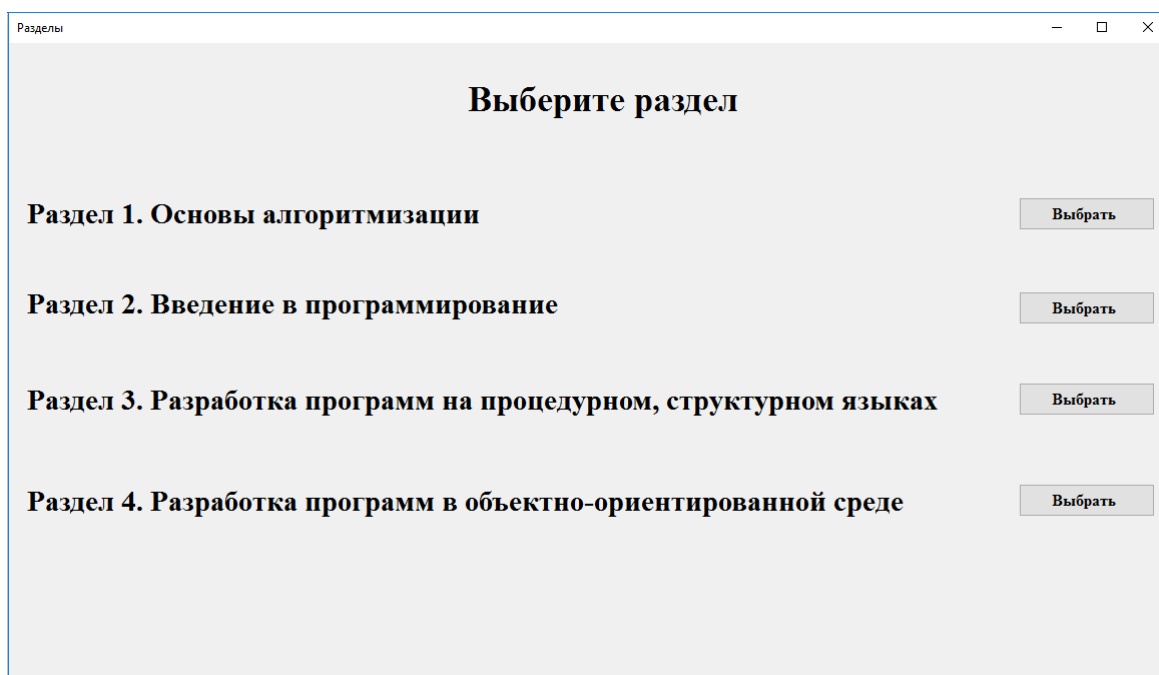 Разделы
Выберите раздел
Раздел 1. Основы алгоритмизации Выбрать
Раздел 2. Введение в программирование Выбрать
Раздел 3. Разработка программ на процедурном, структурном языках Выбрать
Раздел 4. Разработка программ в объектно-ориентированной среде Выбрать